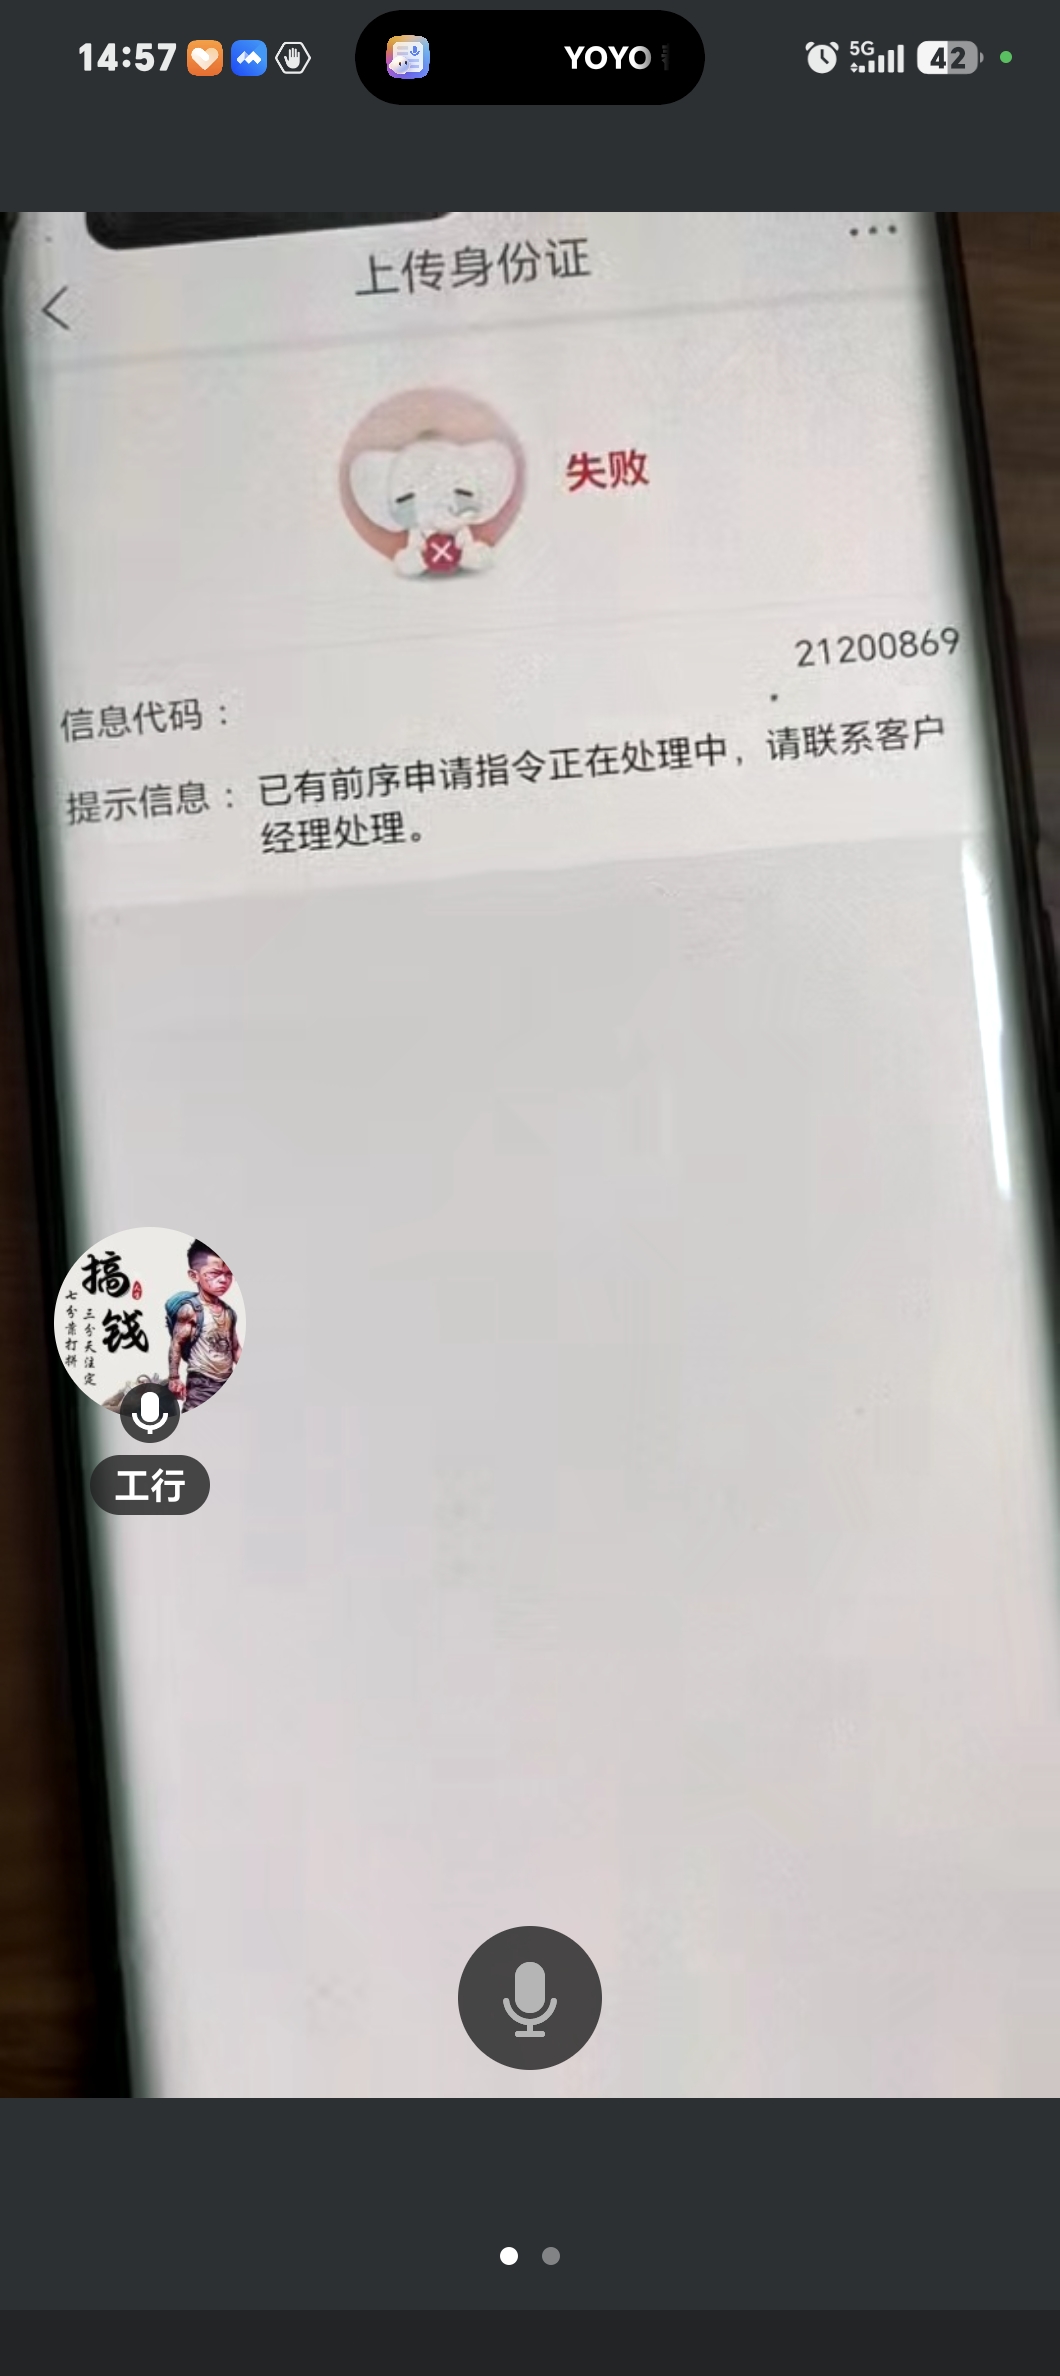 14:57
YOYO
5G
42
上传身份证
失败
信息代码：
21200869
提示信息：
已有前序申请指令正在处理中，请联系客户
经理处理。
搞
钱
三分天注定
七分靠打拼
工行